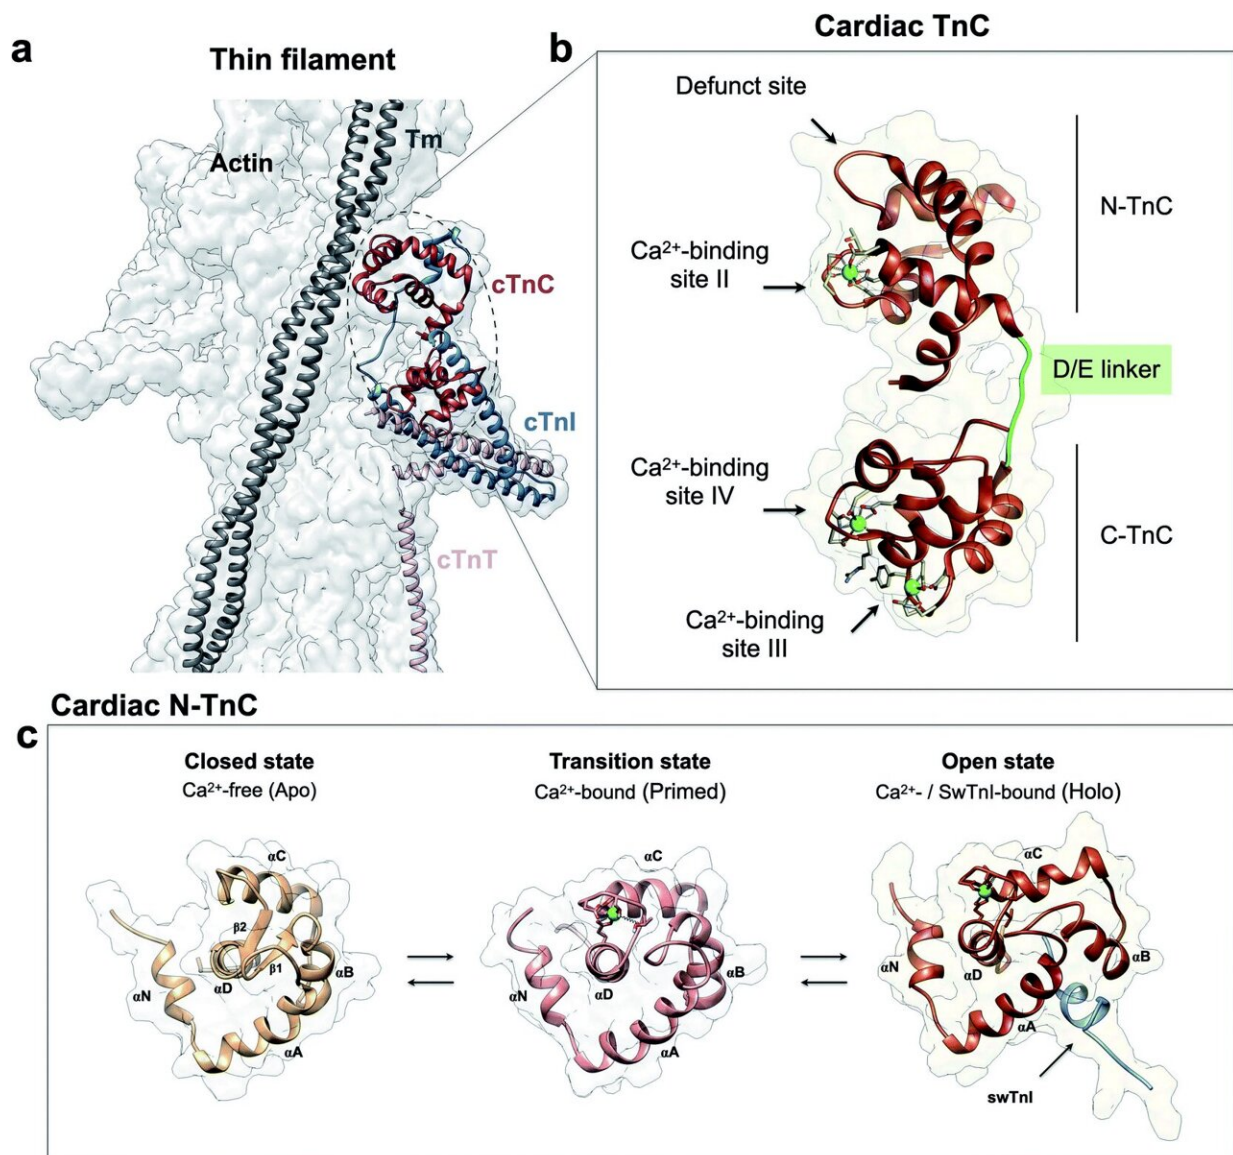 a
Thin filament
Actin
Tm
cTnC
cTnI
cTnT
b
Cardiac TnC
Defunct site
N-TnC
Ca²⁺-binding
site II
D/E linker
Ca²⁺-binding
site IV
C-TnC
Ca²⁺-binding
site III
Cardiac N-TnC
c
Closed state
Ca²⁺-free (Apo)
αC
β2
β1
αB
αN
αD
αA
Transition state
Ca²⁺-bound (Primed)
αC
αB
αN
αD
αA
Open state
Ca²⁺- / SwTnI-bound (Holo)
αC
αB
αN
αD
αA
swTnI